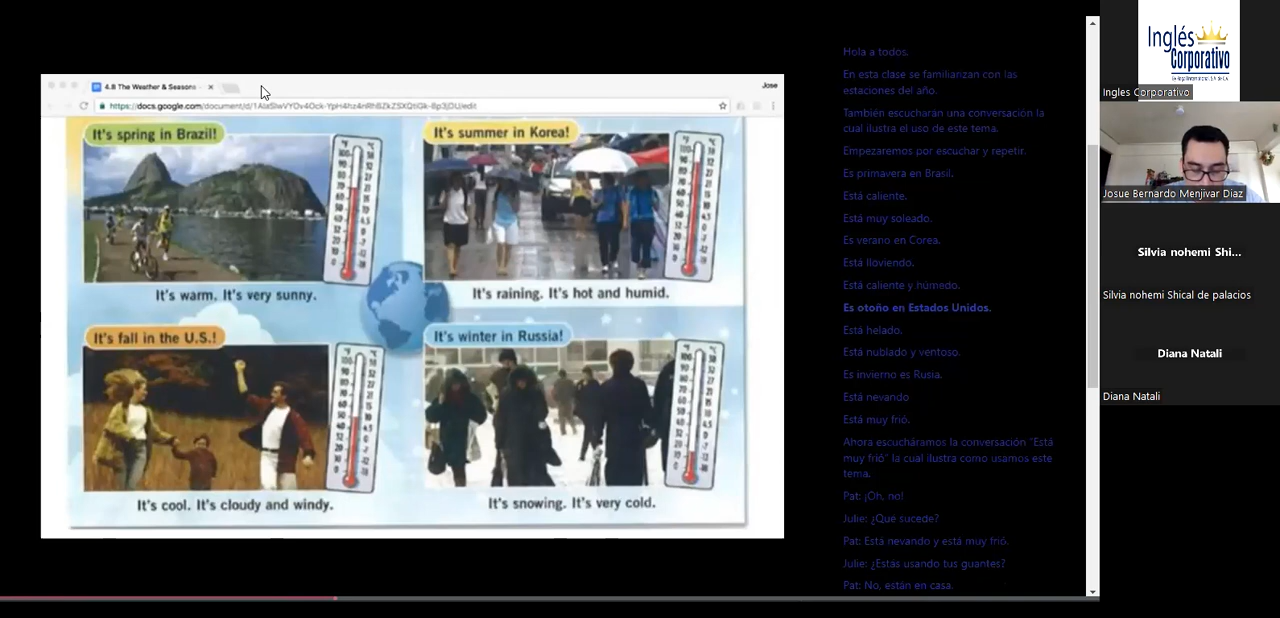 4.8 The Weather & Seasons
Jose
It's spring in Brazil!
It's summer in Korea!
It's warm. It's very sunny.
It's raining. It's hot and humid.
It's fall in the U.S.!
It's winter in Russia!
It's cool. It's cloudy and windy.
It's snowing. It's very cold.
Hola a todos.
En esta clase se familiarizan con las
estaciones del año.
También escucharan una conversación la
cual ilustra el uso de este tema.
Empezaremos por escuchar y repetir.
Es primavera en Brasil.
Está caliente.
Está muy soleado.
Es verano en Corea.
Está lloviendo.
Está caliente y húmedo.
Es otoño en Estados Unidos.
Está helado.
Está nublado y ventoso.
Es invierno es Rusia.
Está nevando
Está muy frió.
Ahora escucháramos la conversación "Está
muy frió" la cual ilustra como usamos este
tema.
Pat: ¡Oh, no!
Julie: ¿Qué sucede?
Pat: Está nevando y está muy frió.
Julie: ¿Estás usando tus guantes?
Pat: No, están en casa.
Inglés
Corporativo
Ingles Corporativo
Josue Bernardo Menjivar Diaz
Silvia nohemi Shi...
Silvia nohemi Shical de palacios
Diana Natali
Diana Natali